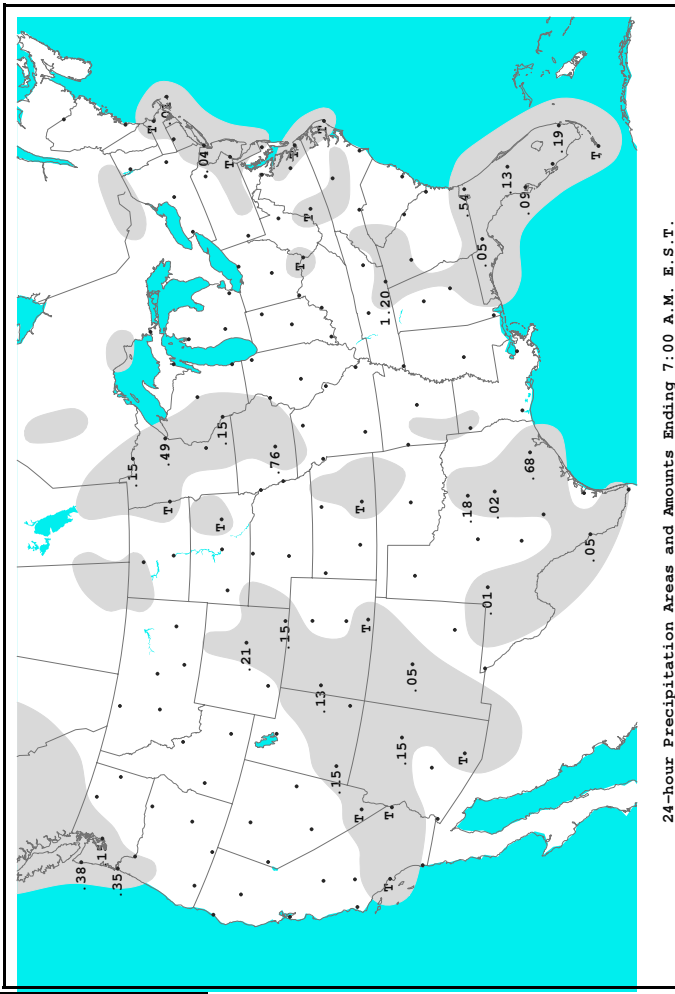 .38
.35
.15
T
.49
T
.04
T
.15
T
.21
.76
.15
T
T
T
.13
T
.15
T
T
T
1.20
T
T
.15
.05
T
.54
.18
.05
.01
.02
.13
.09
.68
.19
.05
T
24-hour Precipitation Areas and Amounts Ending 7:00 A.M. E.S.T.